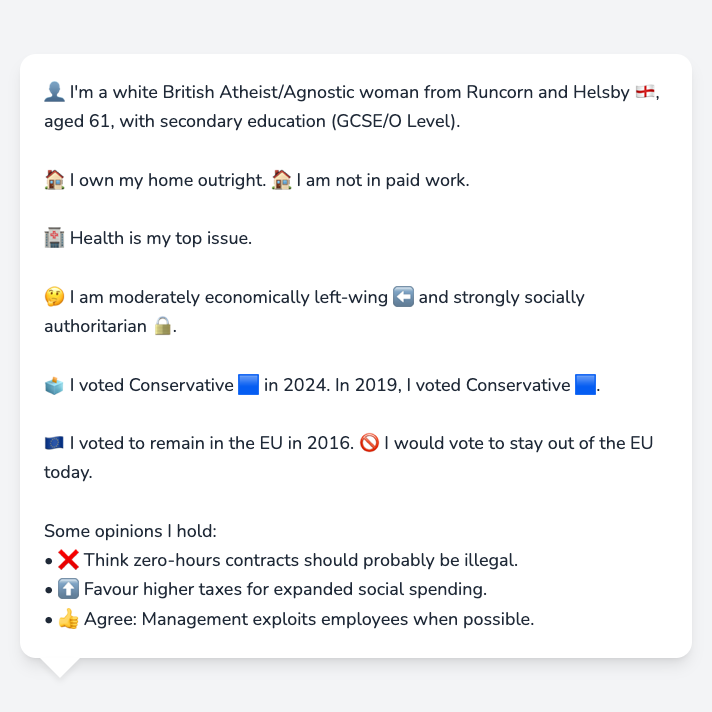 👤 I'm a white British Atheist/Agnostic woman from Runcorn and Helsby 🏴󠁧󠁢󠁥󠁮󠁧󠁿,
aged 61, with secondary education (GCSE/O Level).
🏠 I own my home outright. 🏠 I am not in paid work.
🏥 Health is my top issue.
🤔 I am moderately economically left-wing ⬅️ and strongly socially
authoritarian 🔒.
🗳️ I voted Conservative 🟦 in 2024. In 2019, I voted Conservative 🟦.
🇪🇺 I voted to remain in the EU in 2016. 🚫 I would vote to stay out of the EU
today.
Some opinions I hold:
• ❌ Think zero-hours contracts should probably be illegal.
• ⬆️ Favour higher taxes for expanded social spending.
• 👍 Agree: Management exploits employees when possible.